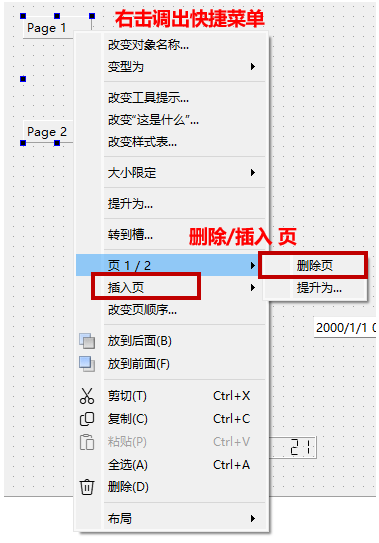 右击调出快捷菜单
Page 1
Page 2
改变对象名称...
变型为
改变工具提示...
改变“这是什么”...
改变样式表...
大小限定
提升为...
转到槽...
删除/插入 页
页 1 / 2
删除页
插入页
提升为...
改变页顺序...
2000/1/1 0
放到后面(B)
放到前面(F)
剪切(T) Ctrl+X
复制(C) Ctrl+C
粘贴(P) Ctrl+V
21
全选(A) Ctrl+A
删除(D)
布局